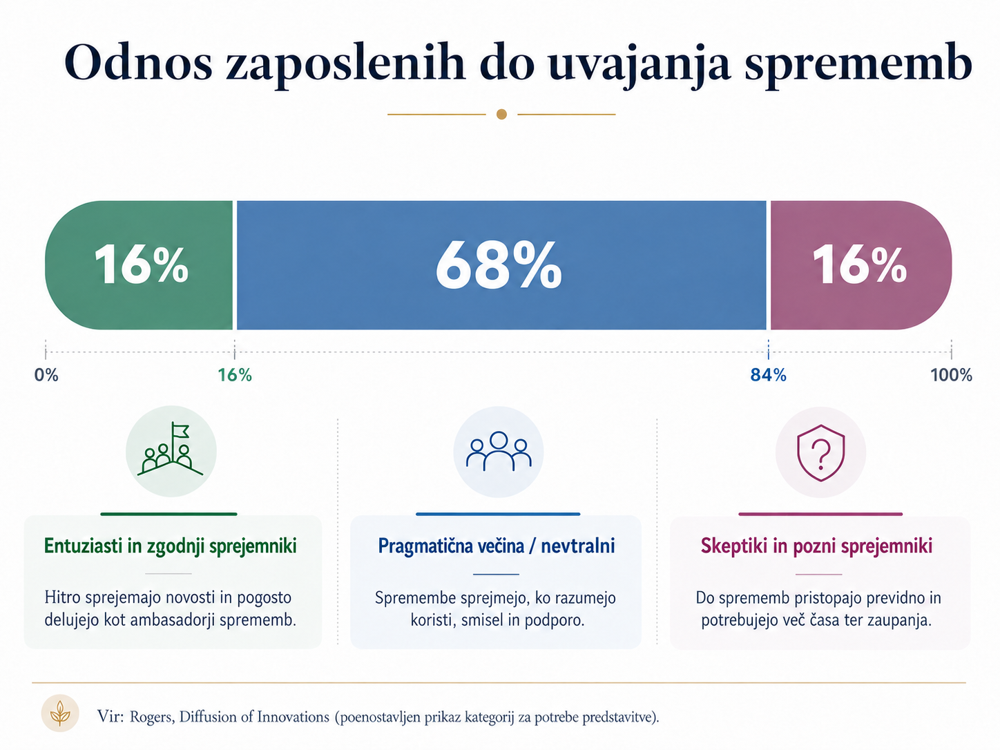 Odnos zaposlenih do uvajanja sprememb
16%
68%
16%
0%
16%
84%
100%
Entuziasti in zgodnji sprejemniki
Hitro sprejemajo novosti in pogosto
delujejo kot ambasadorji sprememb.
Pragmatična večina / nevtralni
Spremembe sprejmejo, ko razumejo
koristi, smisel in podporo.
Skeptiki in pozni sprejemniki
Do sprememb pristopajo previdno in
potrebujejo več časa ter zaupanja.
Vir: Rogers, Diffusion of Innovations (poenostavljen prikaz kategorij za potrebe predstavitve).